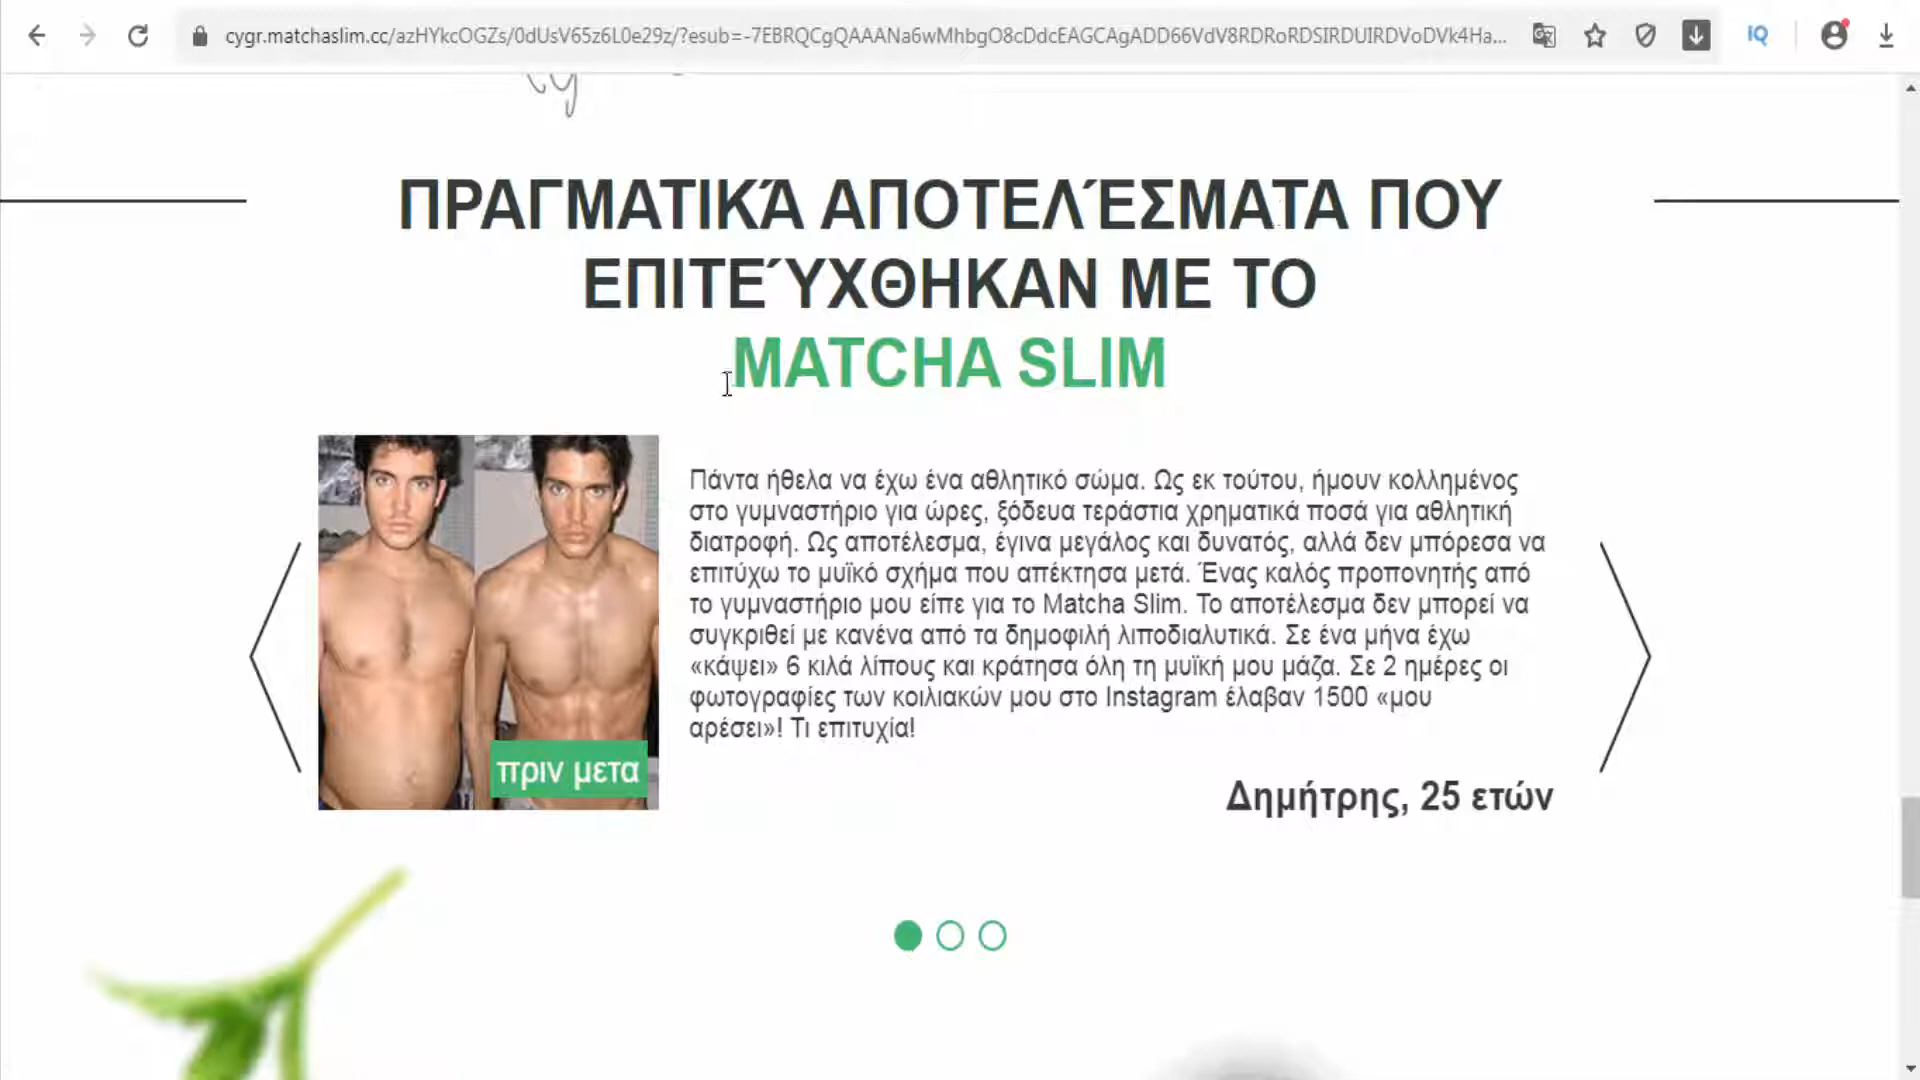 cygr.matchaslim.cc/azHYkcOGZs/0dUsV65z6L0e29z/?esub=-7EBRQCgQAAANa6wMhbgO8cDdcEAGCAgADD66VdV8RDRoRDSIRDUIRDVoDVk4Ha...
IQ
ΠΡΑΓΜΑΤΙΚΆ ΑΠΟΤΕΛΈΣΜΑΤΑ ΠΟΥ
ΕΠΙΤΕΎΧΘΗΚΑΝ ΜΕ ΤΟ
MATCHA SLIM
Πάντα ήθελα να έχω ένα αθλητικό σώμα. Ως εκ τούτου, ήμουν κολλημένος
στο γυμναστήριο για ώρες, ξόδευα τεράστια χρηματικά ποσά για αθλητική
διατροφή. Ως αποτέλεσμα, έγινα μεγάλος και δυνατός, αλλά δεν μπόρεσα να
επιτύχω το μυϊκό σχήμα που απέκτησα μετά. Ένας καλός προπονητής από
το γυμναστήριο μου είπε για το Matcha Slim. Το αποτέλεσμα δεν μπορεί να
συγκριθεί με κανένα από τα δημοφιλή λιποδιαλυτικά. Σε ένα μήνα έχω
«κάψει» 6 κιλά λίπους και κράτησα όλη τη μυϊκή μου μάζα. Σε 2 ημέρες οι
φωτογραφίες των κοιλιακών μου στο Instagram έλαβαν 1500 «μου
αρέσει»! Τι επιτυχία!
πριν μετα
Δημήτρης, 25 ετών